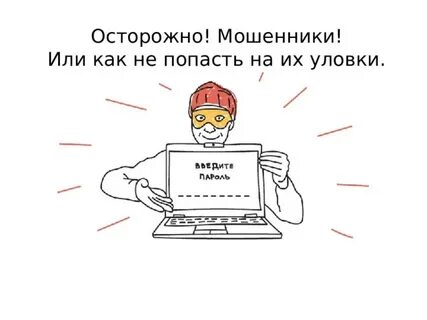 Осторожно! Мошенники!
Или как не попасть на их уловки.
ВВЕДИТЕ
ПАРОЛЬ